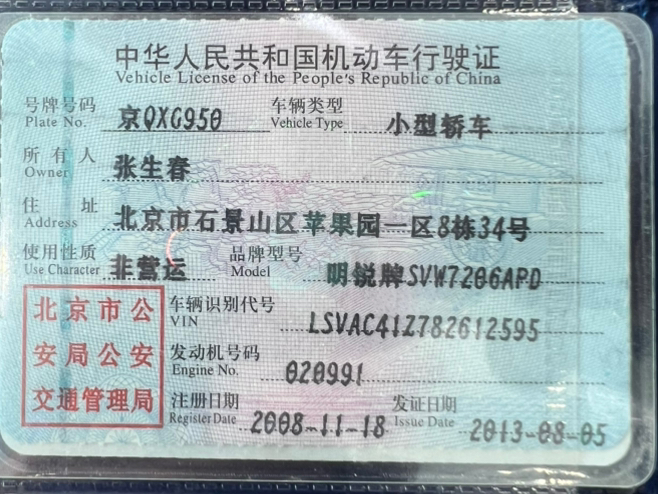 中华人民共和国机动车行驶证
Vehicle License of the People's Republic of China
号牌号码 京QXG950 车辆类型 小型轿车
Plate No. Vehicle Type
所有人 张生春
Owner
住址 北京市石景山区苹果园一区8栋34号
Address
使用性质 非营运 品牌型号 明锐牌SVW7206APD
Use Character Model
北京市公
安局公安
交通管理局
车辆识别代号 LSVAC41Z782612595
VIN
发动机号码 020991
Engine No.
注册日期 2008-11-18 发证日期 2013-08-05
Register Date Issue Date